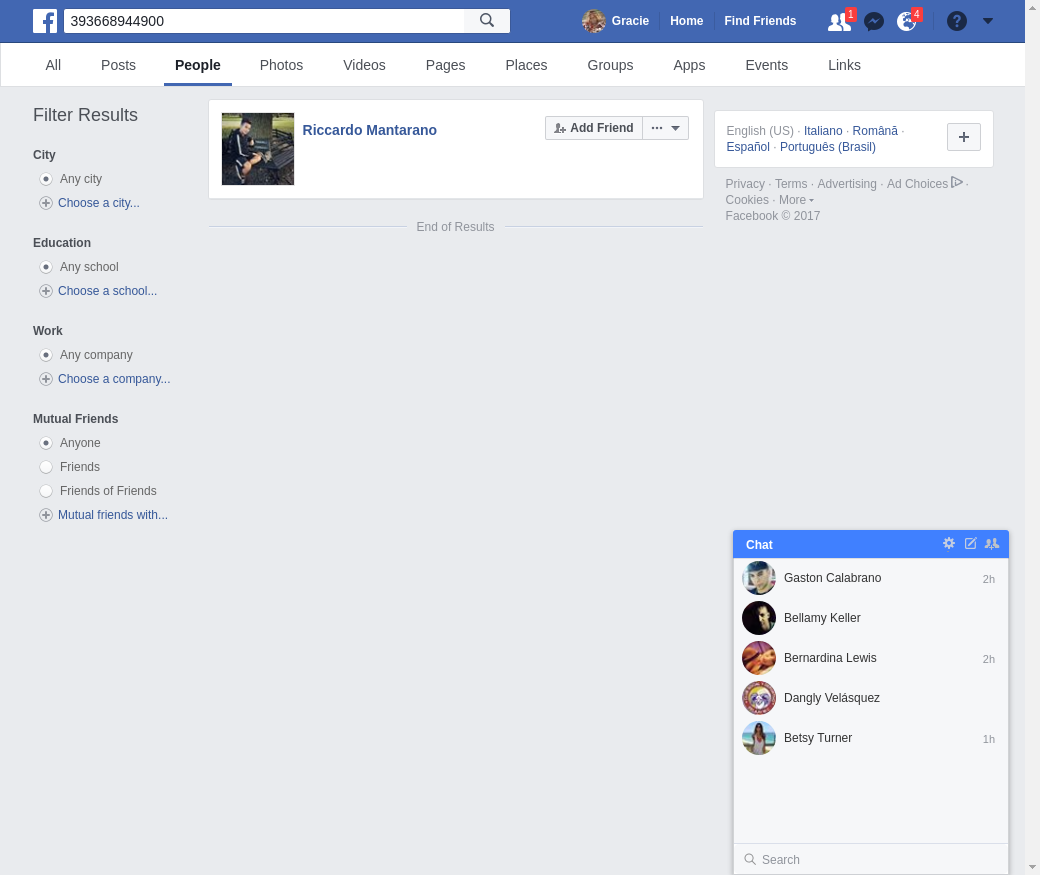 393668944900
Gracie Home Find Friends 1 4
All Posts People Photos Videos Pages Places Groups Apps Events Links
Filter Results
City
Any city
Choose a city...
Education
Any school
Choose a school...
Work
Any company
Choose a company...
Mutual Friends
Anyone
Friends
Friends of Friends
Mutual friends with...
Riccardo Mantarano
Add Friend
End of Results
English (US) · Italiano · Română ·
Español · Português (Brasil)
Privacy · Terms · Advertising · Ad Choices ·
Cookies · More
Facebook © 2017
Chat
Gaston Calabrano 2h
Bellamy Keller
Bernardina Lewis 2h
Dangly Velásquez
Betsy Turner 1h
Search